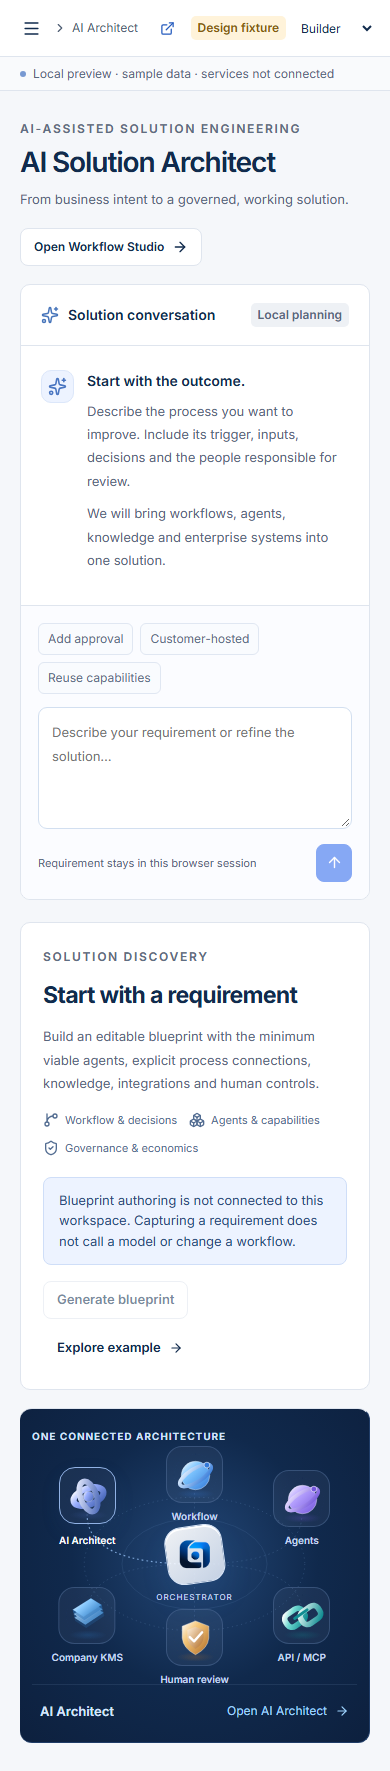 AI Architect
Design fixture
Builder
Local preview · sample data · services not connected
AI-ASSISTED SOLUTION ENGINEERING
AI Solution Architect
From business intent to a governed, working solution.
Open Workflow Studio
Solution conversation
Local planning
Start with the outcome.
Describe the process you want to
improve. Include its trigger, inputs,
decisions and the people responsible for
review.
We will bring workflows, agents,
knowledge and enterprise systems into
one solution.
Add approval
Customer-hosted
Reuse capabilities
Describe your requirement or refine the
solution...
Requirement stays in this browser session
SOLUTION DISCOVERY
Start with a requirement
Build an editable blueprint with the minimum
viable agents, explicit process connections,
knowledge, integrations and human controls.
Workflow & decisions
Agents & capabilities
Governance & economics
Blueprint authoring is not connected to this
workspace. Capturing a requirement does
not call a model or change a workflow.
Generate blueprint
Explore example
ONE CONNECTED ARCHITECTURE
Workflow
AI Architect
Agents
ORCHESTRATOR
Company KMS
API / MCP
Human review
AI Architect
Open AI Architect